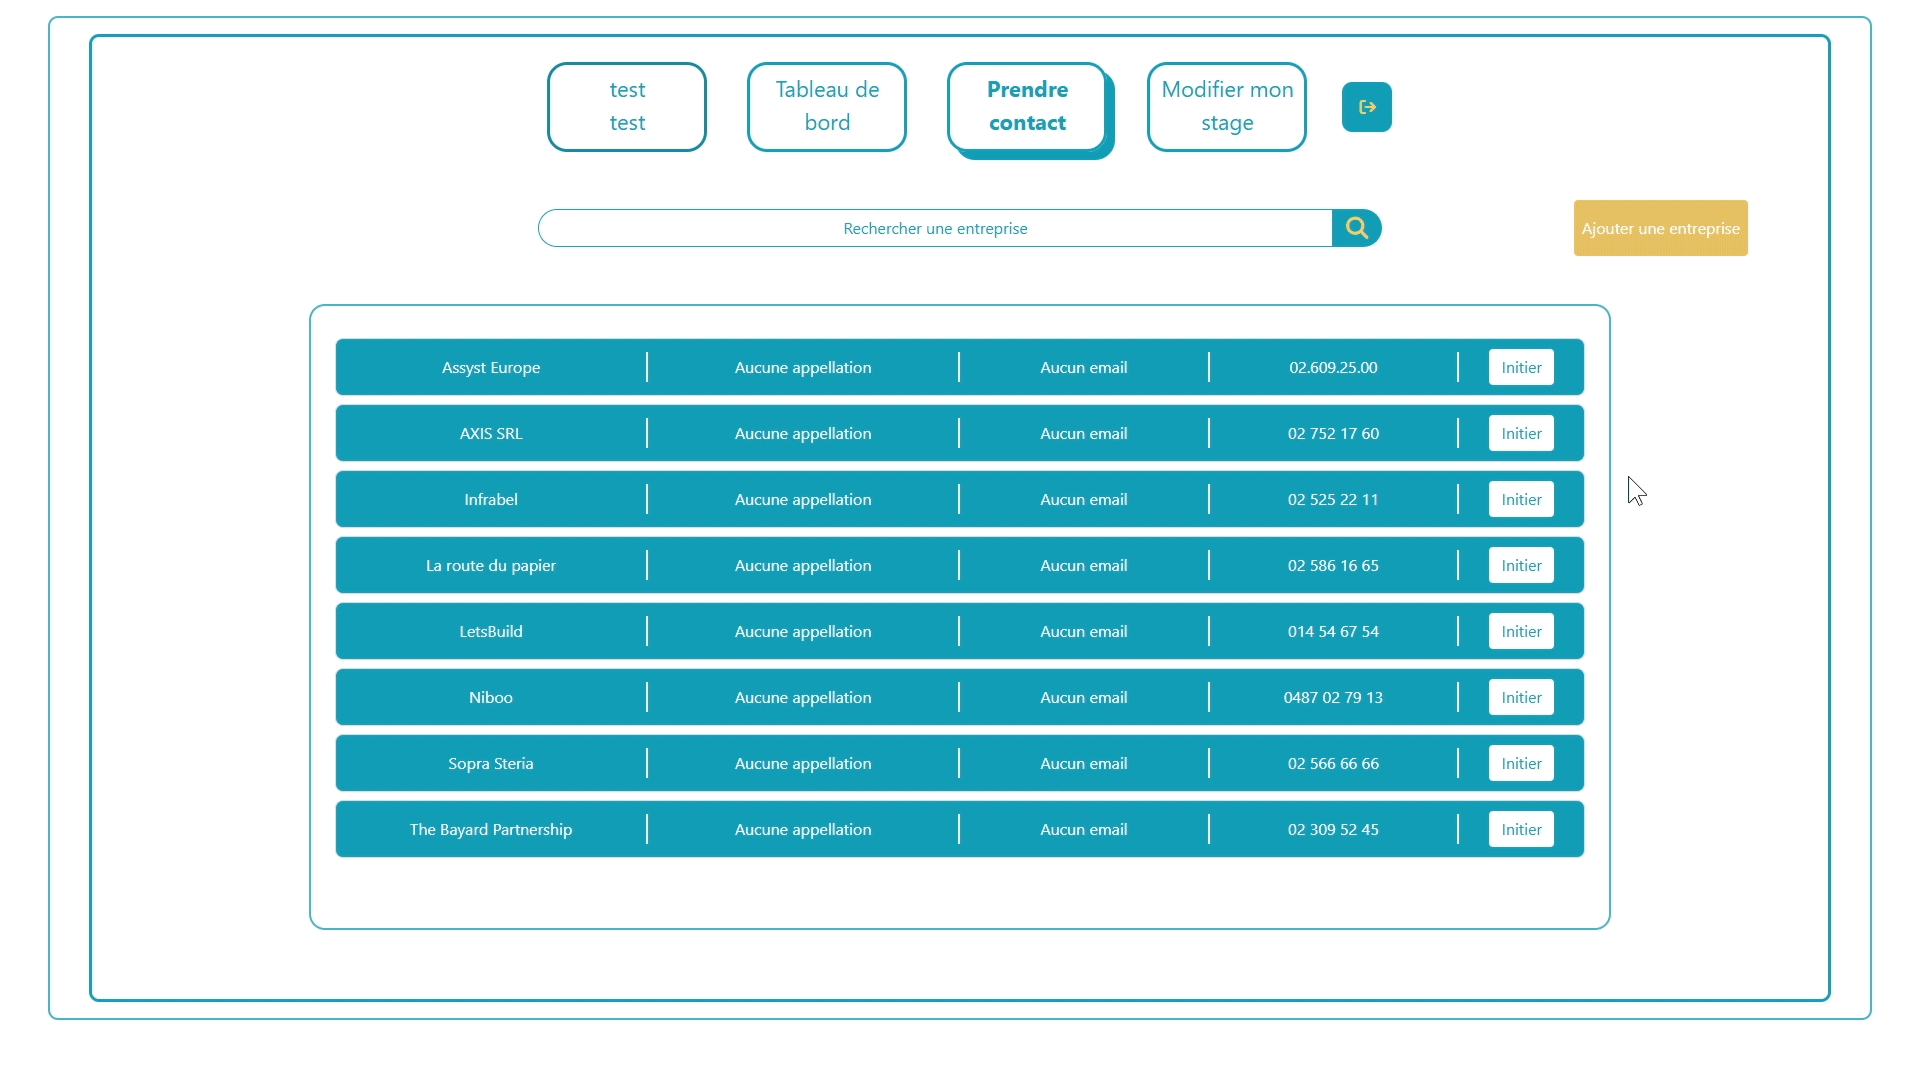 test
test
Tableau de
bord
Prendre
contact
Modifier mon
stage
Rechercher une entreprise
Ajouter une entreprise
Assyst Europe Aucune appellation Aucun email 02.609.25.00 Initier
AXIS SRL Aucune appellation Aucun email 02 752 17 60 Initier
Infrabel Aucune appellation Aucun email 02 525 22 11 Initier
La route du papier Aucune appellation Aucun email 02 586 16 65 Initier
LetsBuild Aucune appellation Aucun email 014 54 67 54 Initier
Niboo Aucune appellation Aucun email 0487 02 79 13 Initier
Sopra Steria Aucune appellation Aucun email 02 566 66 66 Initier
The Bayard Partnership Aucune appellation Aucun email 02 309 52 45 Initier